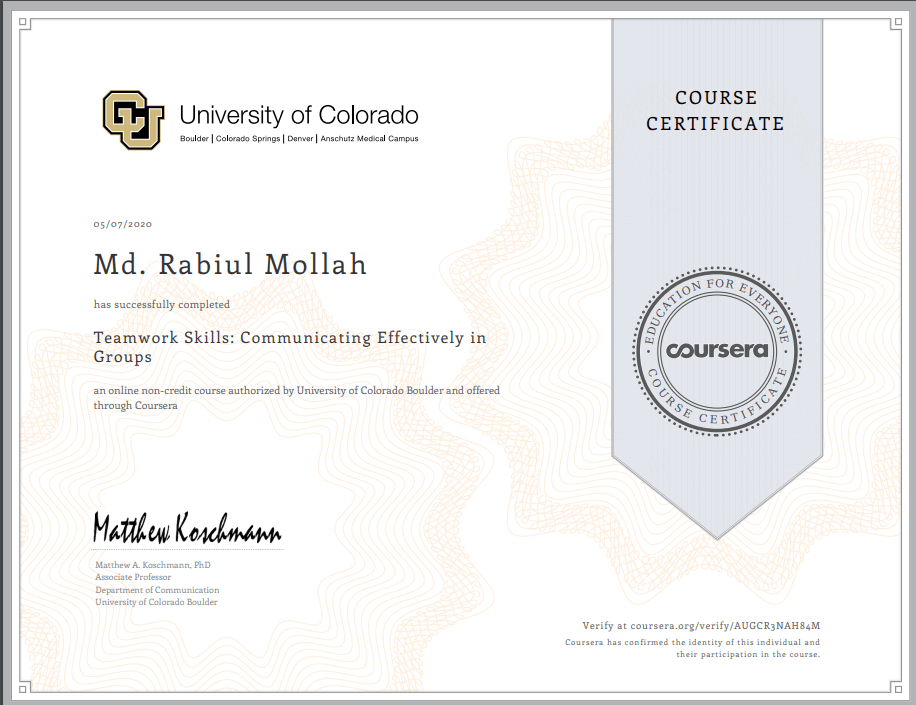 CU
University of Colorado
Boulder | Colorado Springs | Denver | Anschutz Medical Campus
COURSE
CERTIFICATE
05/07/2020
Md. Rabiul Mollah
has successfully completed
Teamwork Skills: Communicating Effectively in
Groups
an online non-credit course authorized by University of Colorado Boulder and offered
through Coursera
EDUCATION FOR EVERYONE
coursera
COURSE CERTIFICATE
Matthew Koschmann
Matthew A. Koschmann, PhD
Associate Professor
Department of Communication
University of Colorado Boulder
Verify at coursera.org/verify/AUGCR3NAH84M
Coursera has confirmed the identity of this individual and
their participation in the course.